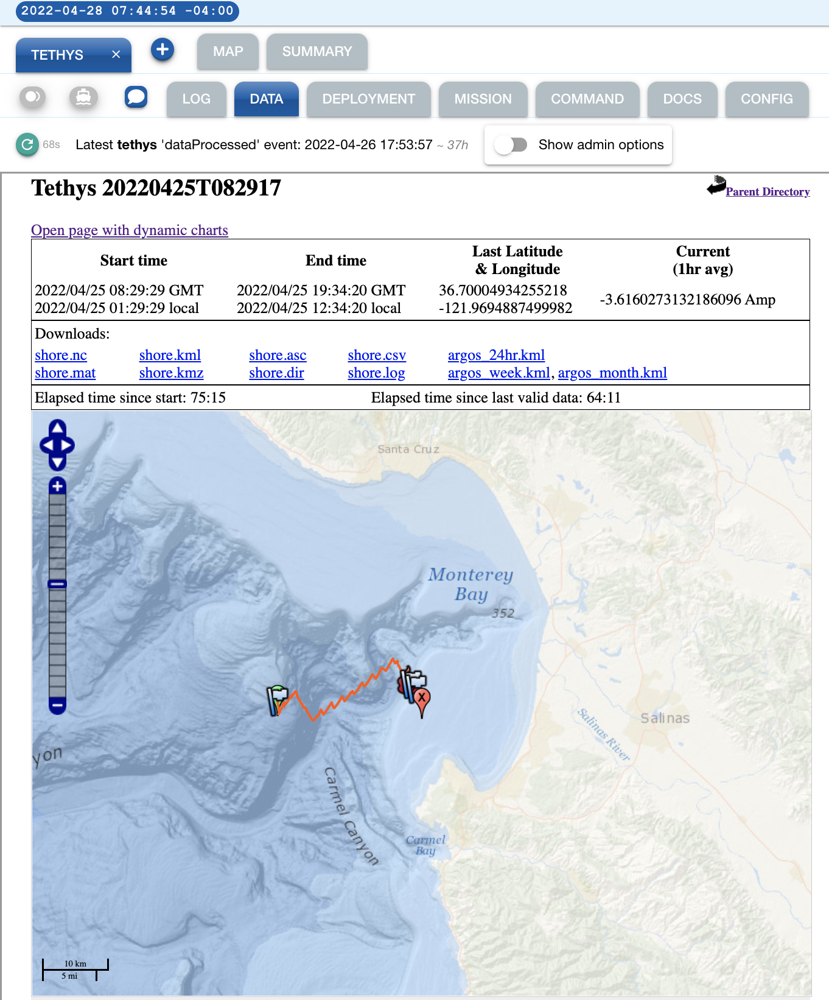 2022-04-28 07:44:54 -04:00
TETHYS × + MAP SUMMARY
LOG DATA DEPLOYMENT MISSION COMMAND DOCS CONFIG
68s Latest tethys 'dataProcessed' event: 2022-04-26 17:53:57 ~ 37h Show admin options
Tethys 20220425T082917
Parent Directory
Open page with dynamic charts
Start time End time Last Latitude & Longitude Current (1hr avg)
2022/04/25 08:29:29 GMT 2022/04/25 19:34:20 GMT 36.70004934255218 -3.6160273132186096 Amp
2022/04/25 01:29:29 local 2022/04/25 12:34:20 local -121.9694887499982
Downloads:
shore.nc shore.kml shore.asc shore.csv argos_24hr.kml
shore.mat shore.kmz shore.dir shore.log argos_week.kml, argos_month.kml
Elapsed time since start: 75:15 Elapsed time since last valid data: 64:11
Santa Cruz
Monterey
Bay
352
X
Salinas
Salinas River
yon
Carmel Canyon
Carmel
Bay
10 km
5 mi